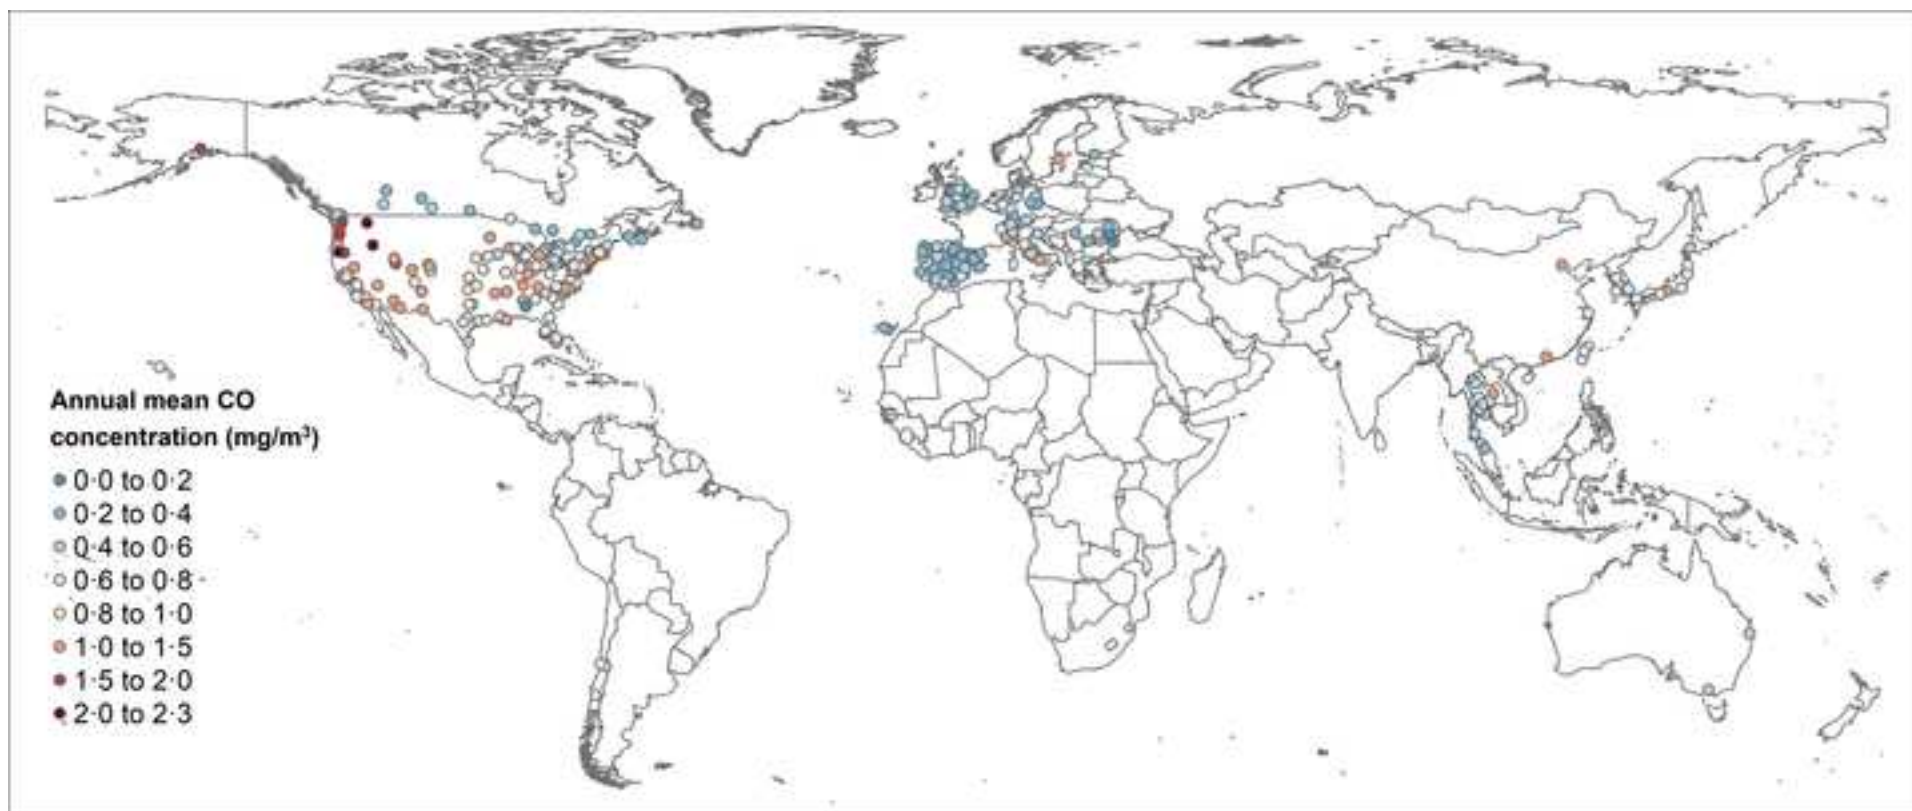 Annual mean CO
concentration (mg/m³)
0·0 to 0·2
0·2 to 0·4
0·4 to 0·6
0·6 to 0·8
0·8 to 1·0
1·0 to 1·5
1·5 to 2·0
2·0 to 2·3